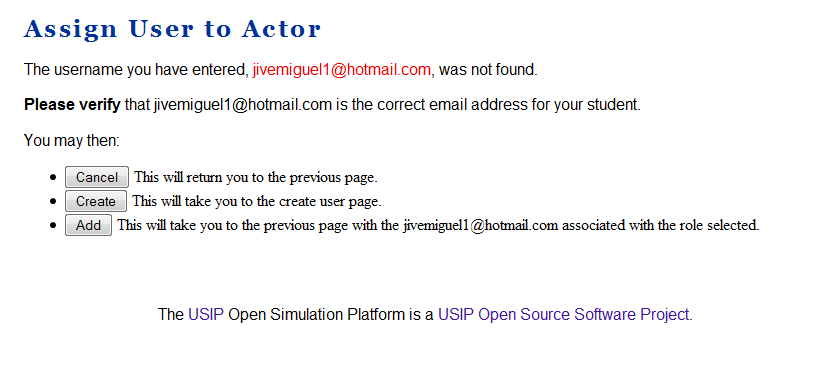 Assign User to Actor
The username you have entered, jivemiguel1@hotmail.com, was not found.
Please verify that jivemiguel1@hotmail.com is the correct email address for your student.
You may then:
Cancel This will return you to the previous page.
Create This will take you to the create user page.
Add This will take you to the previous page with the jivemiguel1@hotmail.com associated with the role selected.
The USIP Open Simulation Platform is a USIP Open Source Software Project.